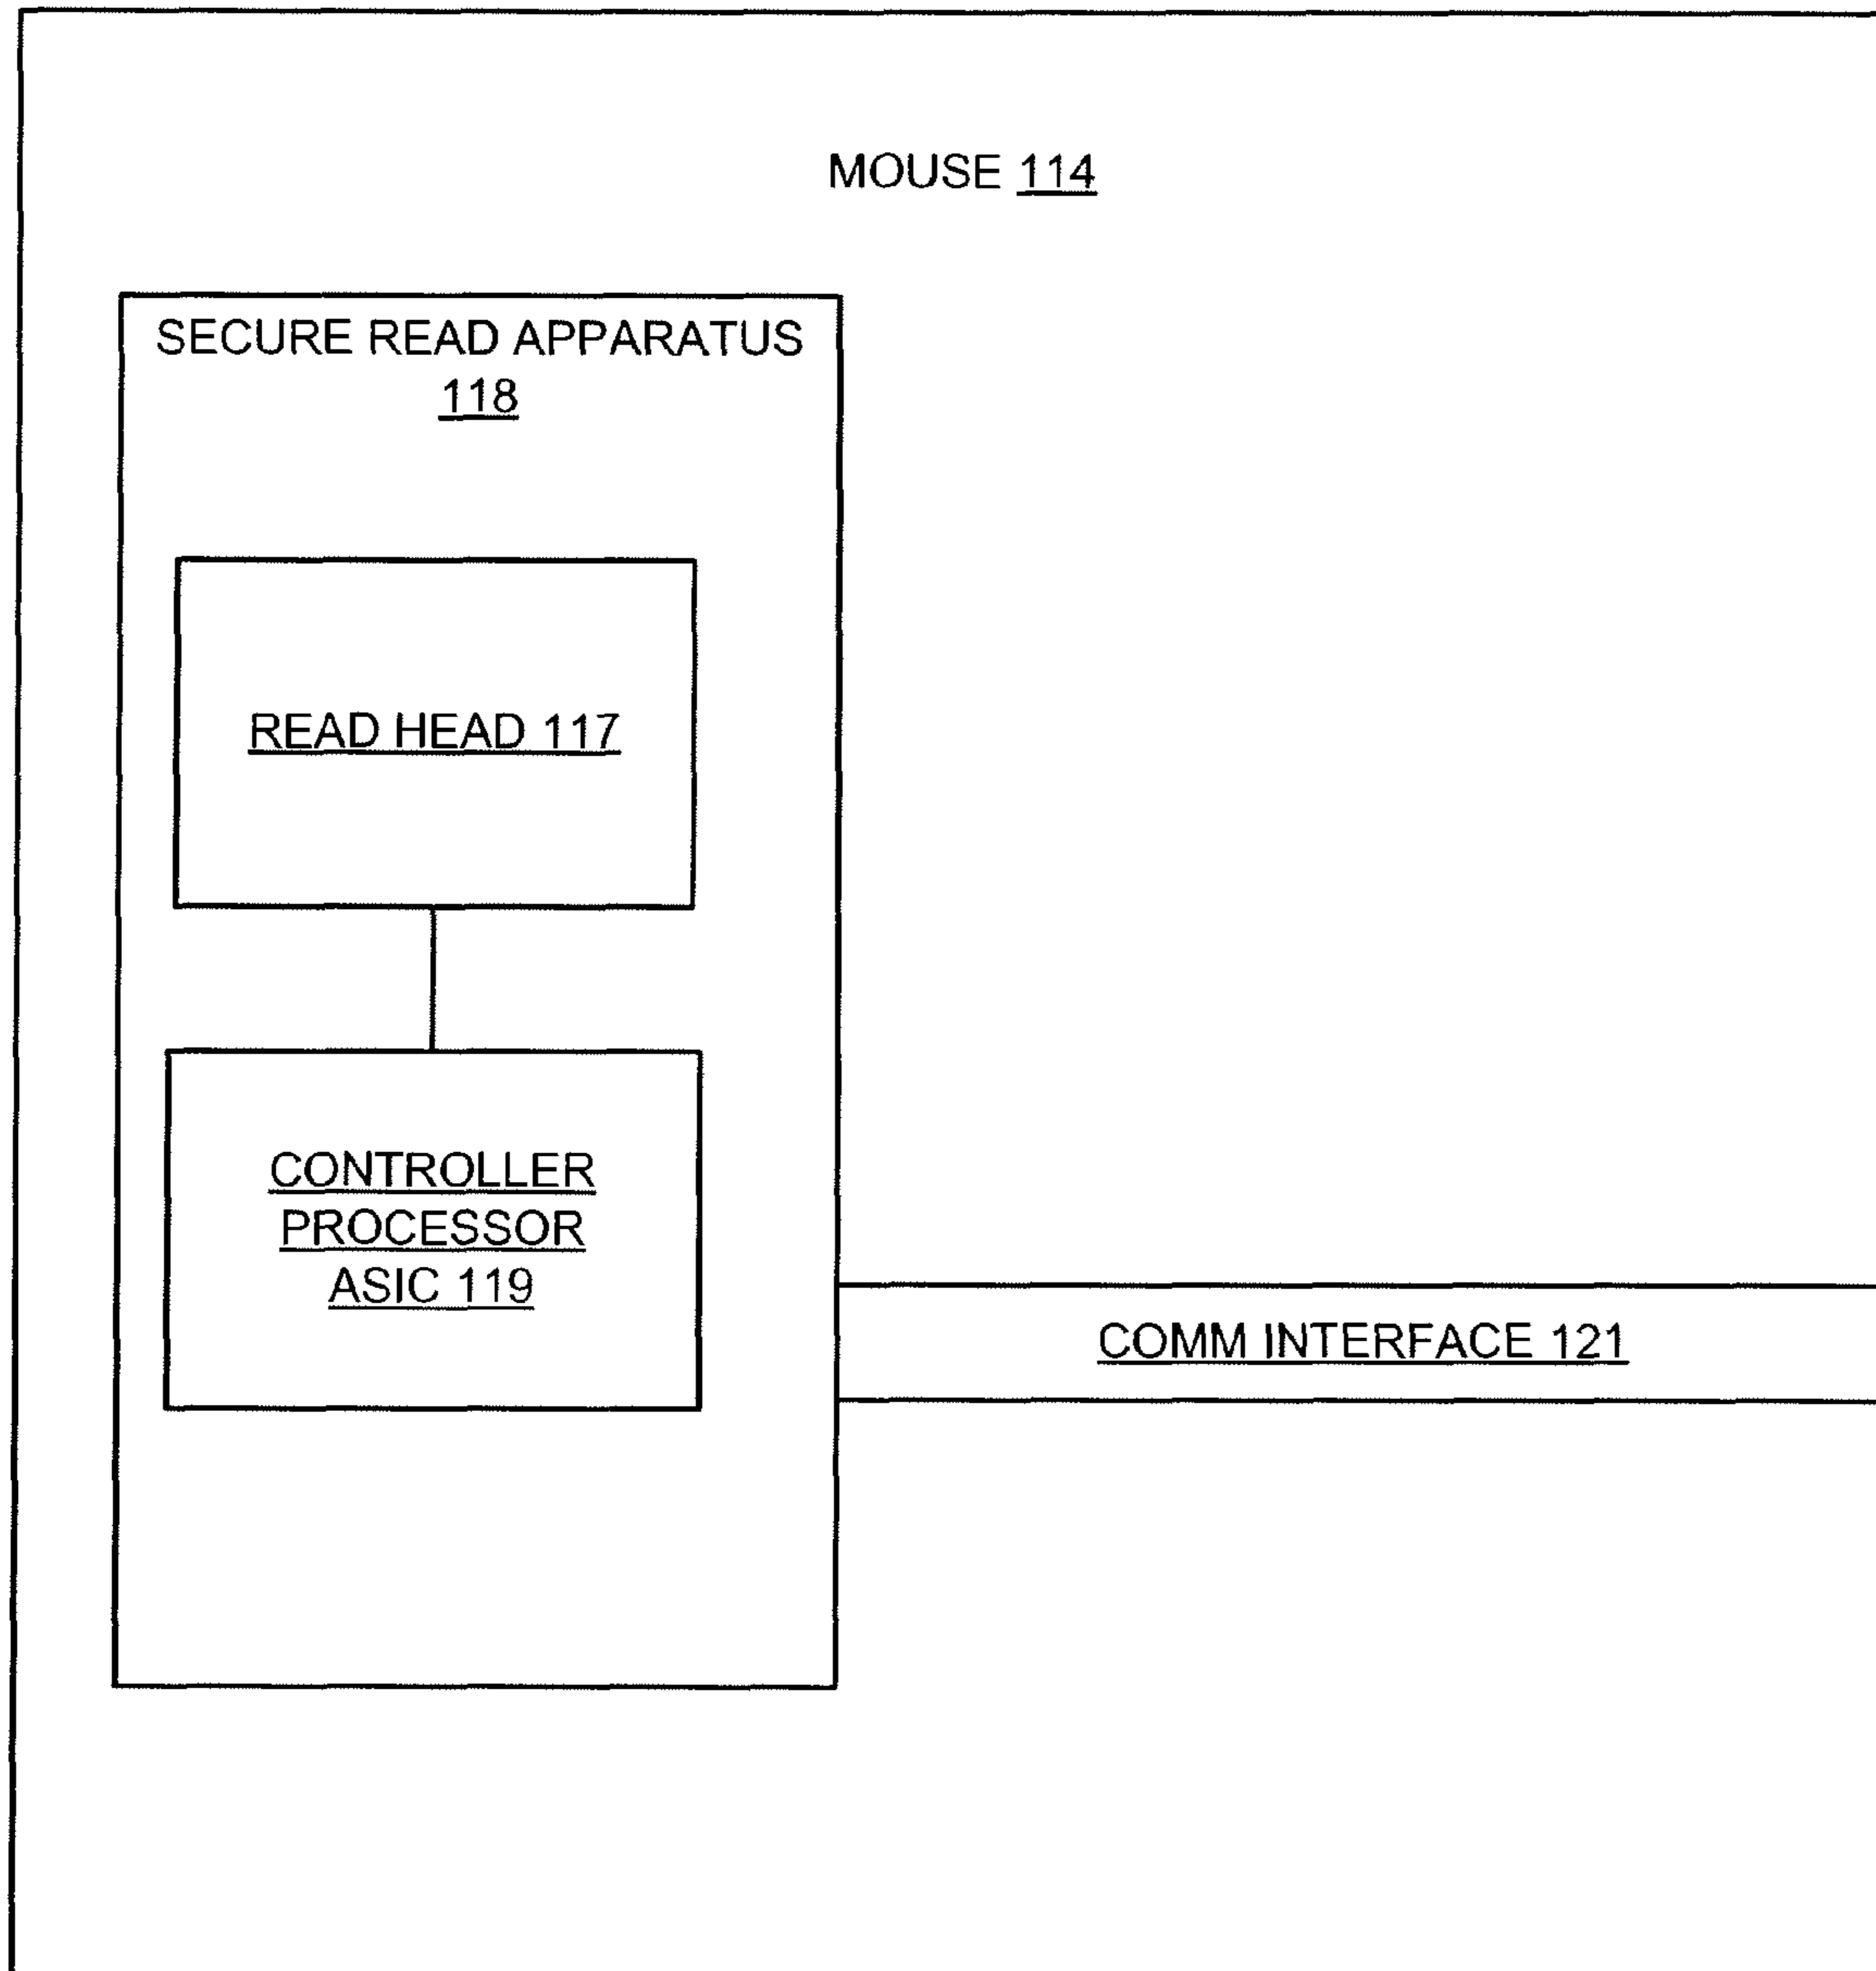 MOUSE 114
SECURE READ APPARATUS
118
READ HEAD 117
CONTROLLER
PROCESSOR
ASIC 119
COMM INTERFACE 121